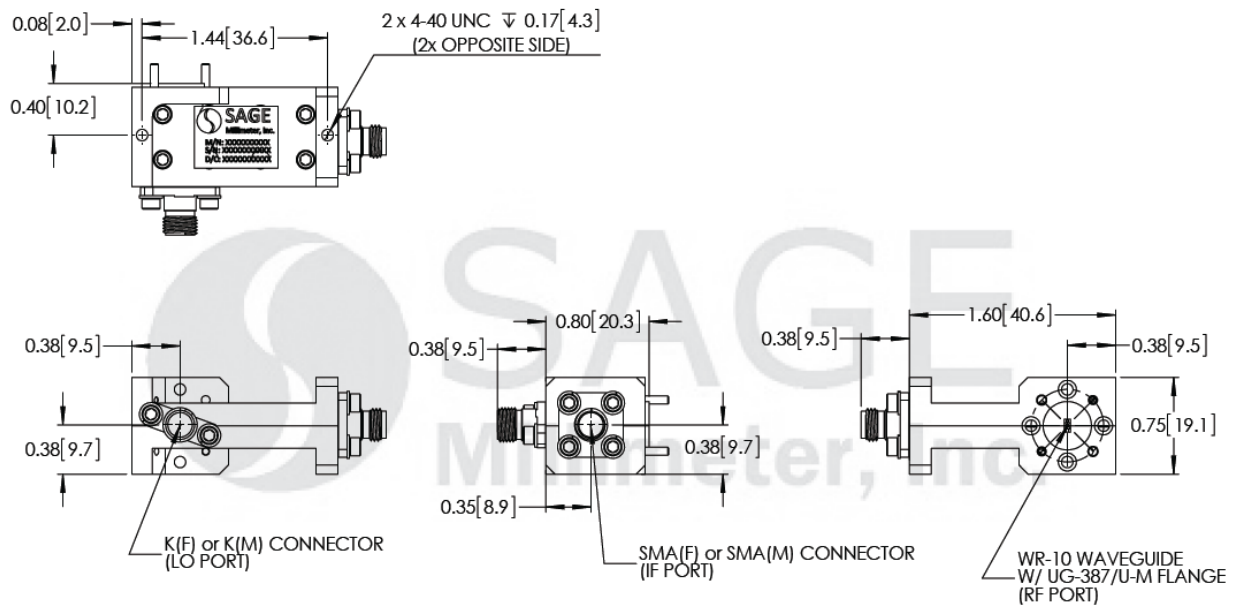 0.08[2.0]
1.44[36.6]
2 x 4-40 UNC ↧ 0.17[4.3]
(2x OPPOSITE SIDE)
0.40[10.2]
SAGE
Millimeter, Inc.
M/N: XXXXXXXXXX
S/N: XXXXXXXXXX
D/C: XXXXXXXXXXX
SAGE
Millimeter, Inc
0.38[9.5]
0.38[9.7]
K(F) or K(M) CONNECTOR
(LO PORT)
0.80[20.3]
0.38[9.5]
0.38[9.7]
0.35[8.9]
SMA(F) or SMA(M) CONNECTOR
(IF PORT)
1.60[40.6]
0.38[9.5]
0.38[9.5]
0.75[19.1]
WR-10 WAVEGUIDE
W/ UG-387/U-M FLANGE
(RF PORT)